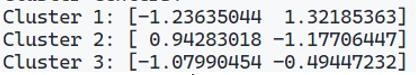 Cluster 1: [-1.23635044  1.32185363]
Cluster 2: [ 0.94283018 -1.17706447]
Cluster 3: [-1.07990454 -0.49447232]